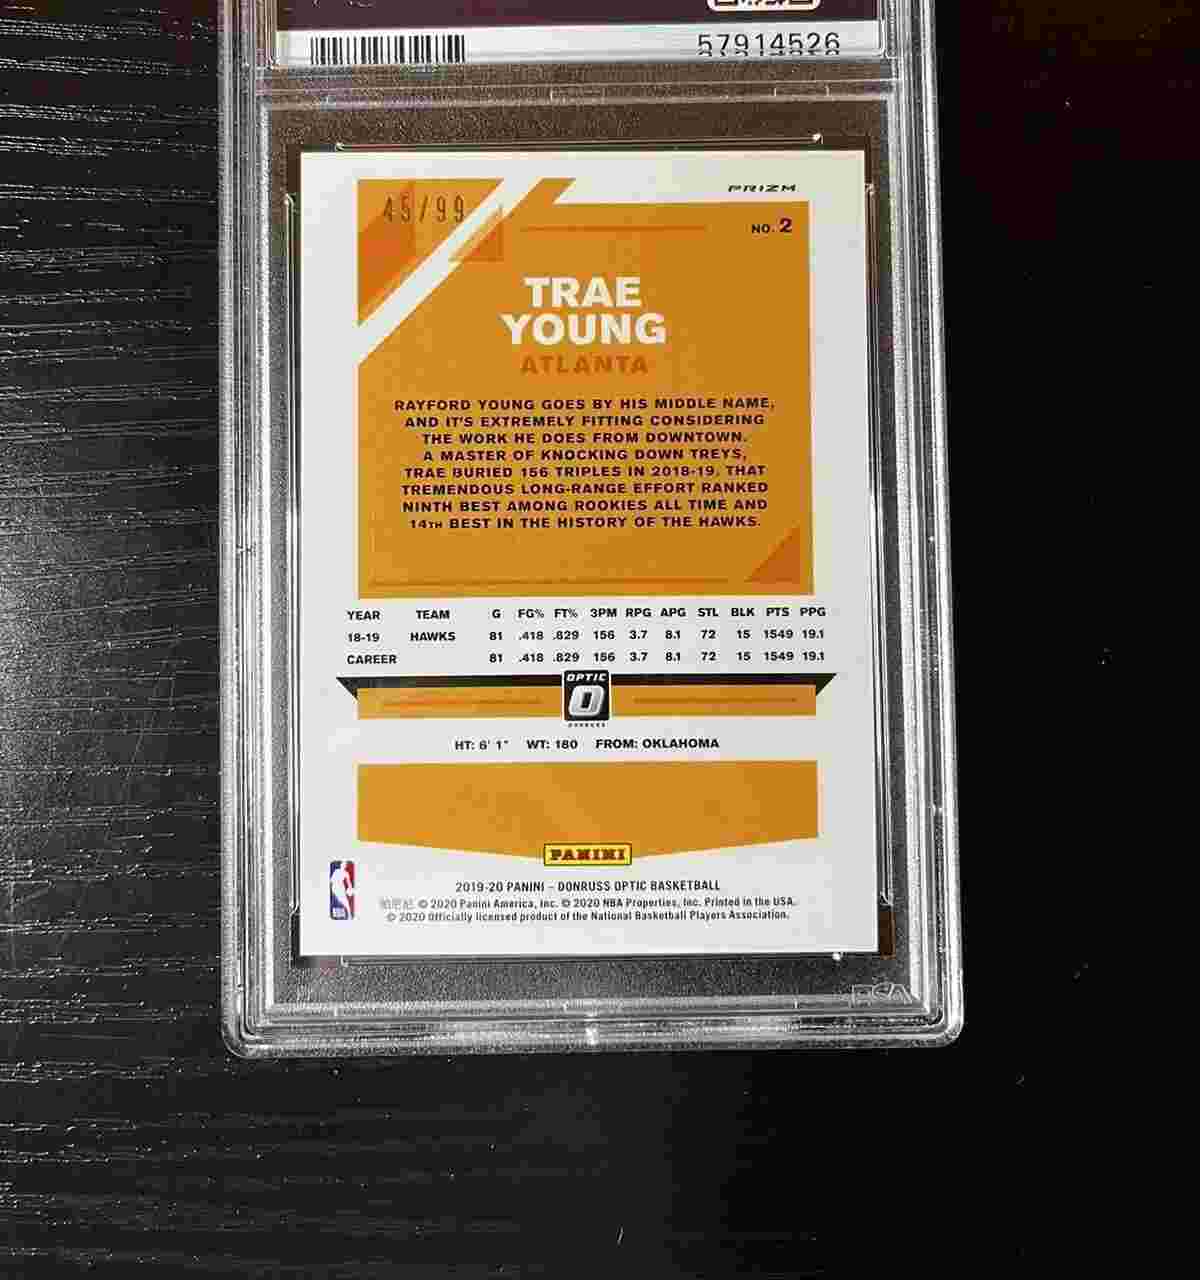 57914526
45/99
PRIZM
NO. 2
TRAE
YOUNG
ATLANTA
RAYFORD YOUNG GOES BY HIS MIDDLE NAME,
AND IT'S EXTREMELY FITTING CONSIDERING
THE WORK HE DOES FROM DOWNTOWN.
A MASTER OF KNOCKING DOWN TREYS,
TRAE BURIED 156 TRIPLES IN 2018-19. THAT
TREMENDOUS LONG-RANGE EFFORT RANKED
NINTH BEST AMONG ROOKIES ALL TIME AND
14TH BEST IN THE HISTORY OF THE HAWKS.
YEAR TEAM G FG% FT% 3PM RPG APG STL BLK PTS PPG
18-19 HAWKS 81 .418 .829 156 3.7 8.1 72 15 1549 19.1
CAREER 81 .418 .829 156 3.7 8.1 72 15 1549 19.1
OPTIC
O
DONRUSS
HT: 6' 1" WT: 180 FROM: OKLAHOMA
PANINI
NBA
2019-20 PANINI – DONRUSS OPTIC BASKETBALL
© 2020 Panini America, Inc. © 2020 NBA Properties, Inc. Printed in the USA.
© 2020 Officially licensed product of the National Basketball Players Association.
PSA